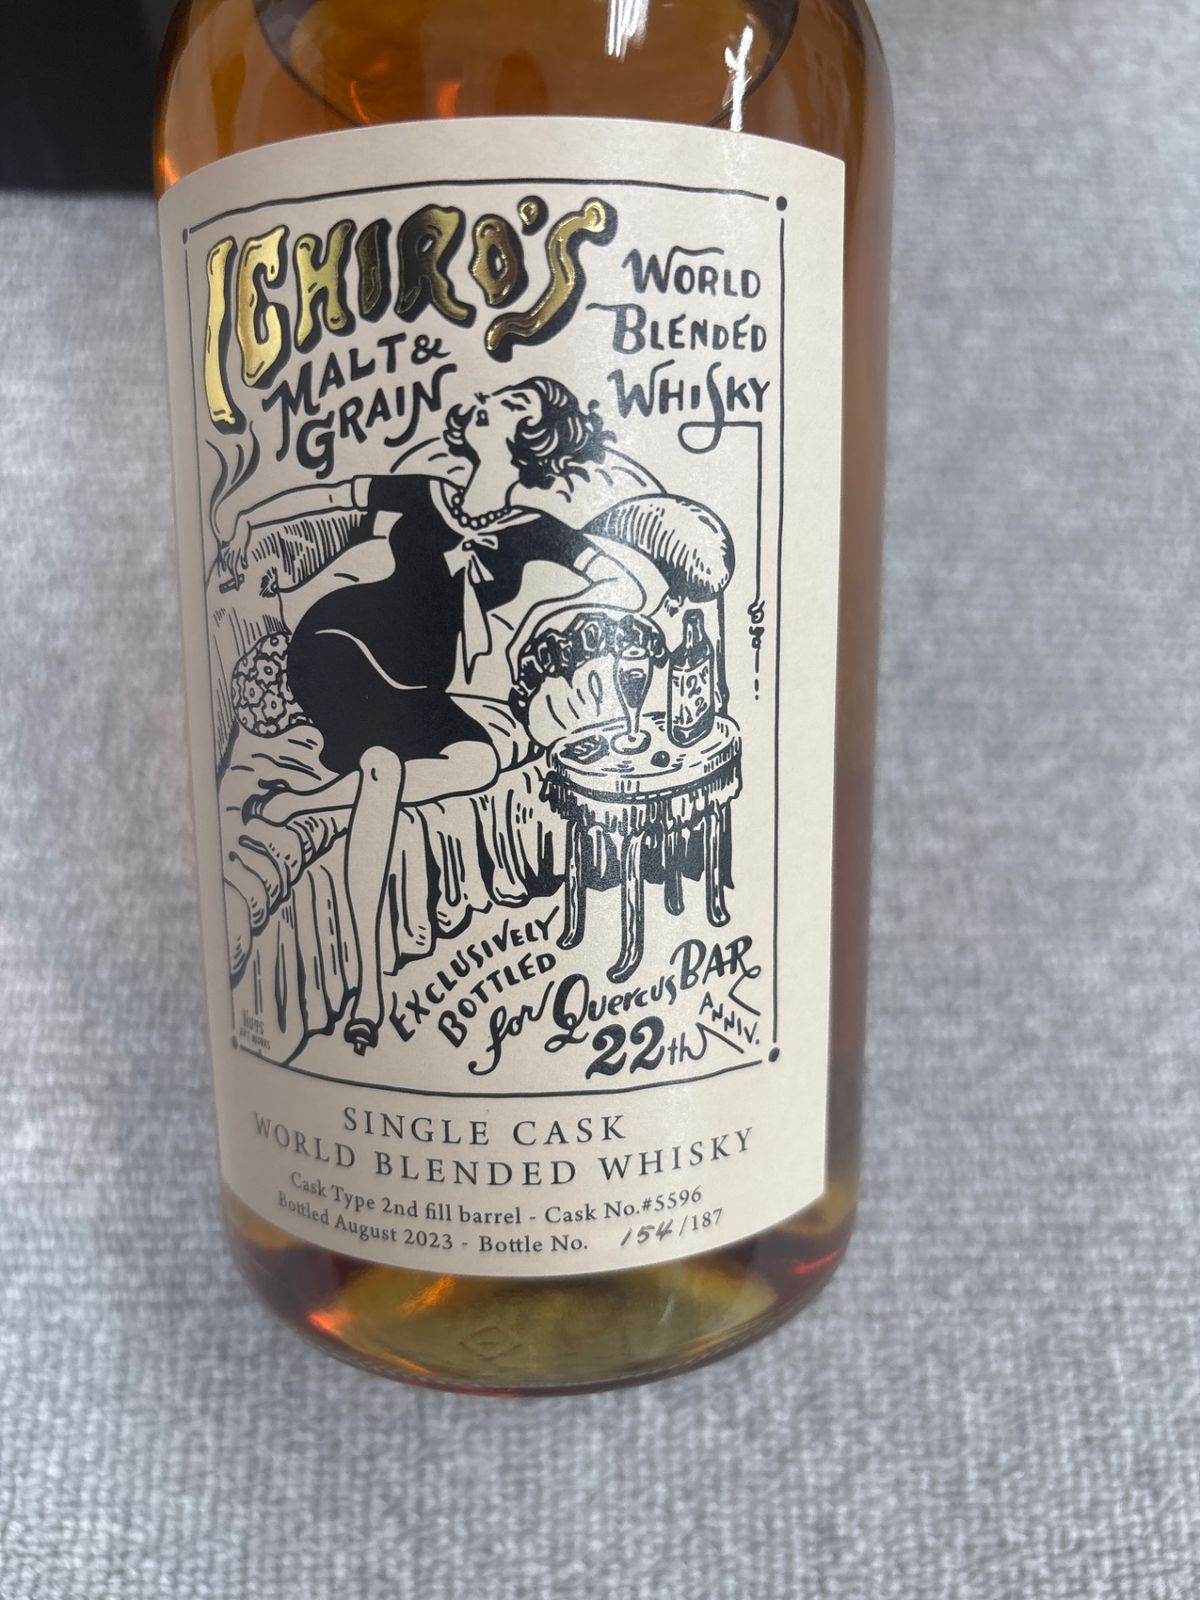 ICHIRO'S
MALT &
GRAIN
WORLD
BLENDED
WHISKY
22
EXCLUSIVELY
BOTTLED
for Quercus BAR
22th ANNIV.
SINGLE CASK
WORLD BLENDED WHISKY
Cask Type 2nd fill barrel - Cask No.#5596
Bottled August 2023 - Bottle No. 154/187